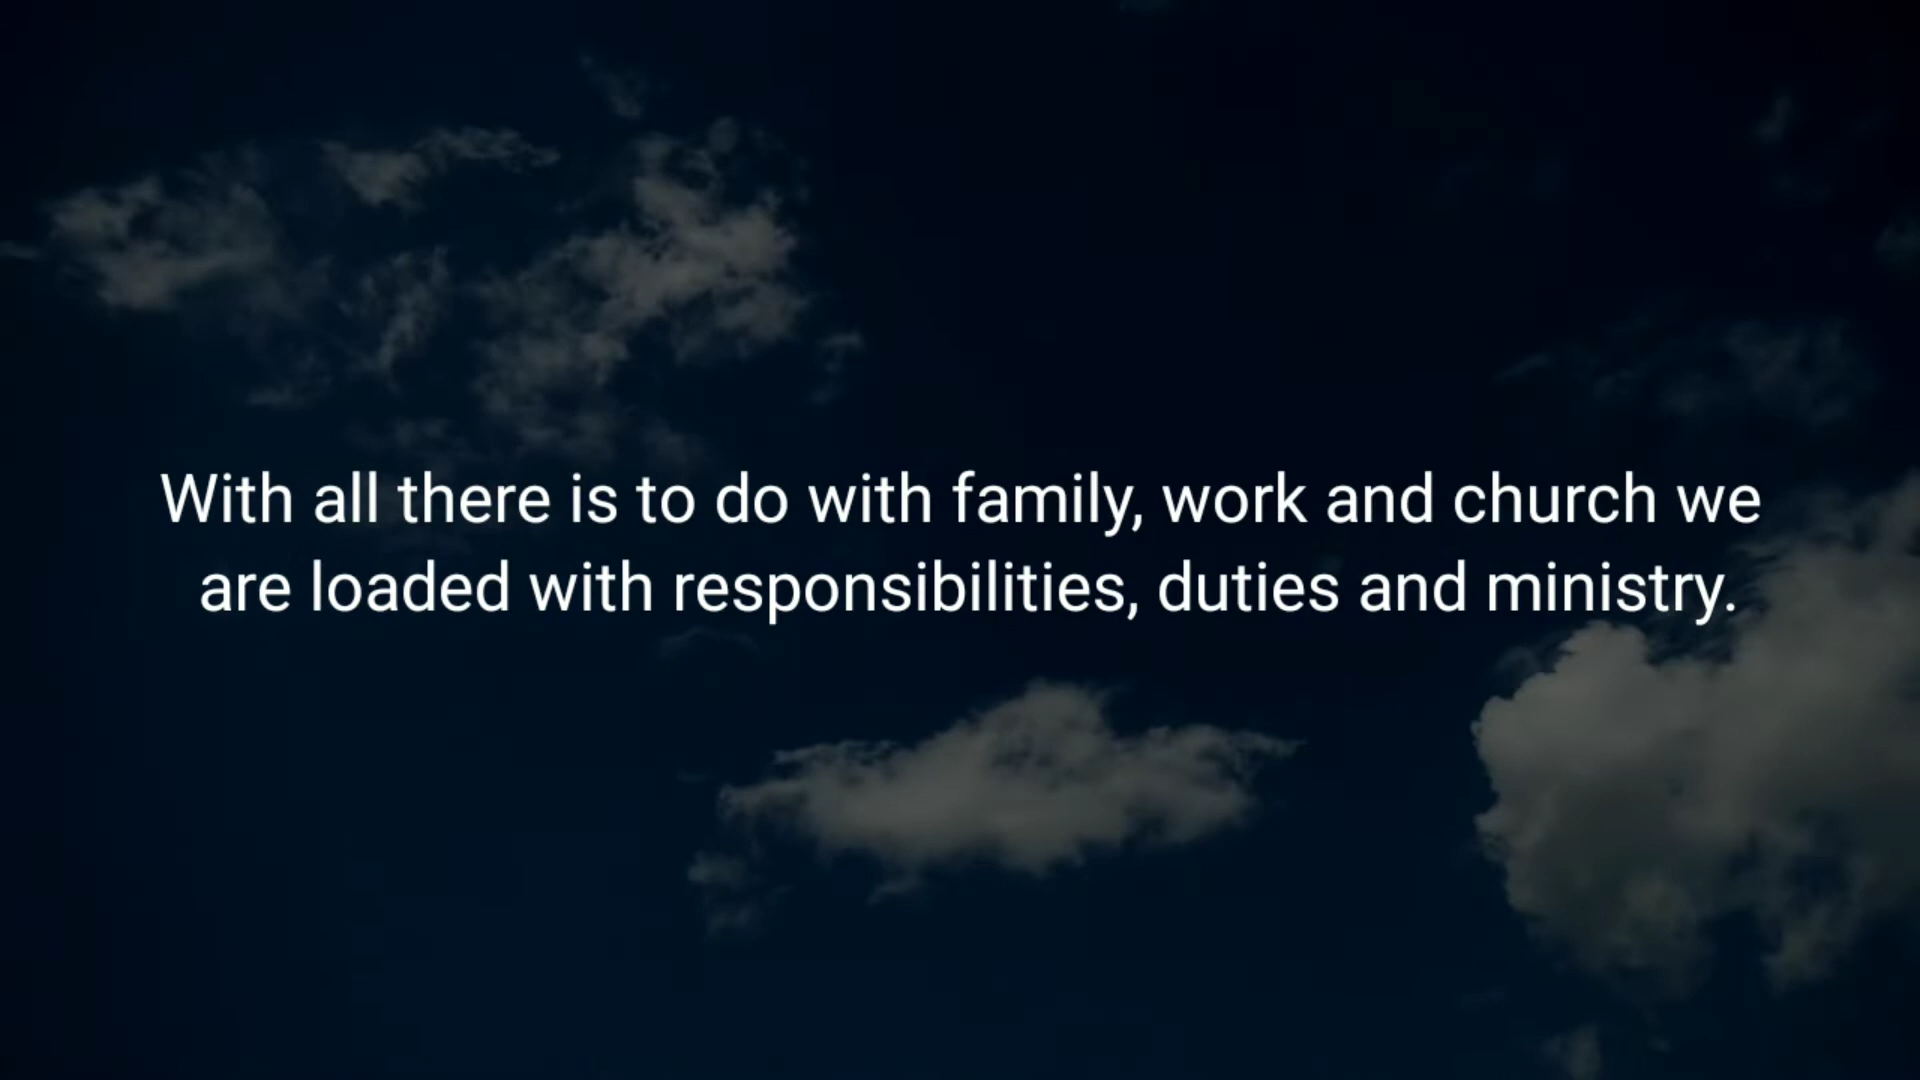 With all there is to do with family, work and church we
are loaded with responsibilities, duties and ministry.